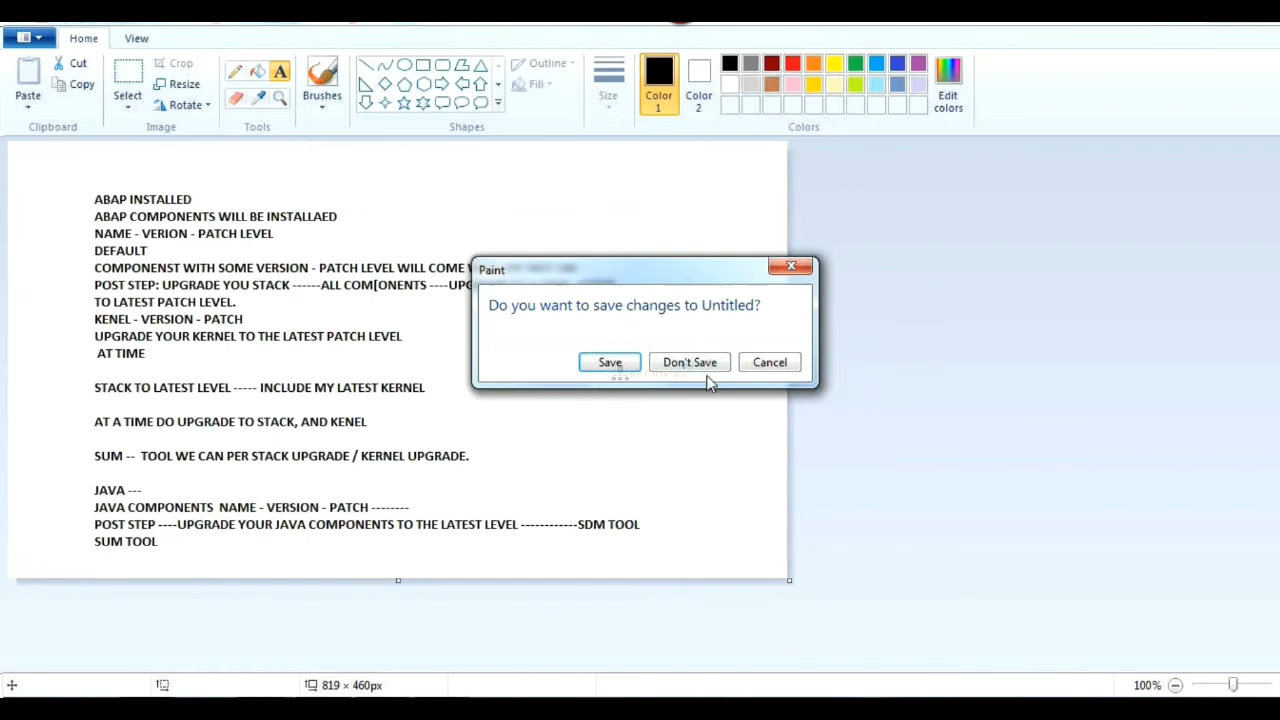 Home
View
Paste
Cut
Copy
Clipboard
Select
Crop
Resize
Rotate
Image
A
Tools
Brushes
Outline
Fill
Shapes
Size
Color
1
Color
2
Edit
colors
Colors
ABAP INSTALLED
ABAP COMPONENTS WILL BE INSTALLAED
NAME - VERION - PATCH LEVEL
DEFAULT
COMPONENST WITH SOME VERSION - PATCH LEVEL WILL COME
POST STEP: UPGRADE YOU STACK ------ALL COM[ONENTS ----UPG
TO LATEST PATCH LEVEL.
KENEL - VERSION - PATCH
UPGRADE YOUR KERNEL TO THE LATEST PATCH LEVEL
AT TIME
STACK TO LATEST LEVEL ----- INCLUDE MY LATEST KERNEL
AT A TIME DO UPGRADE TO STACK, AND KENEL
SUM -- TOOL WE CAN PER STACK UPGRADE / KERNEL UPGRADE.
JAVA ---
JAVA COMPONENTS NAME - VERSION - PATCH --------
POST STEP ----UPGRADE YOUR JAVA COMPONENTS TO THE LATEST LEVEL ------------SDM TOOL
SUM TOOL
Paint
Do you want to save changes to Untitled?
Save
Don't Save
Cancel
819 × 460px
100%